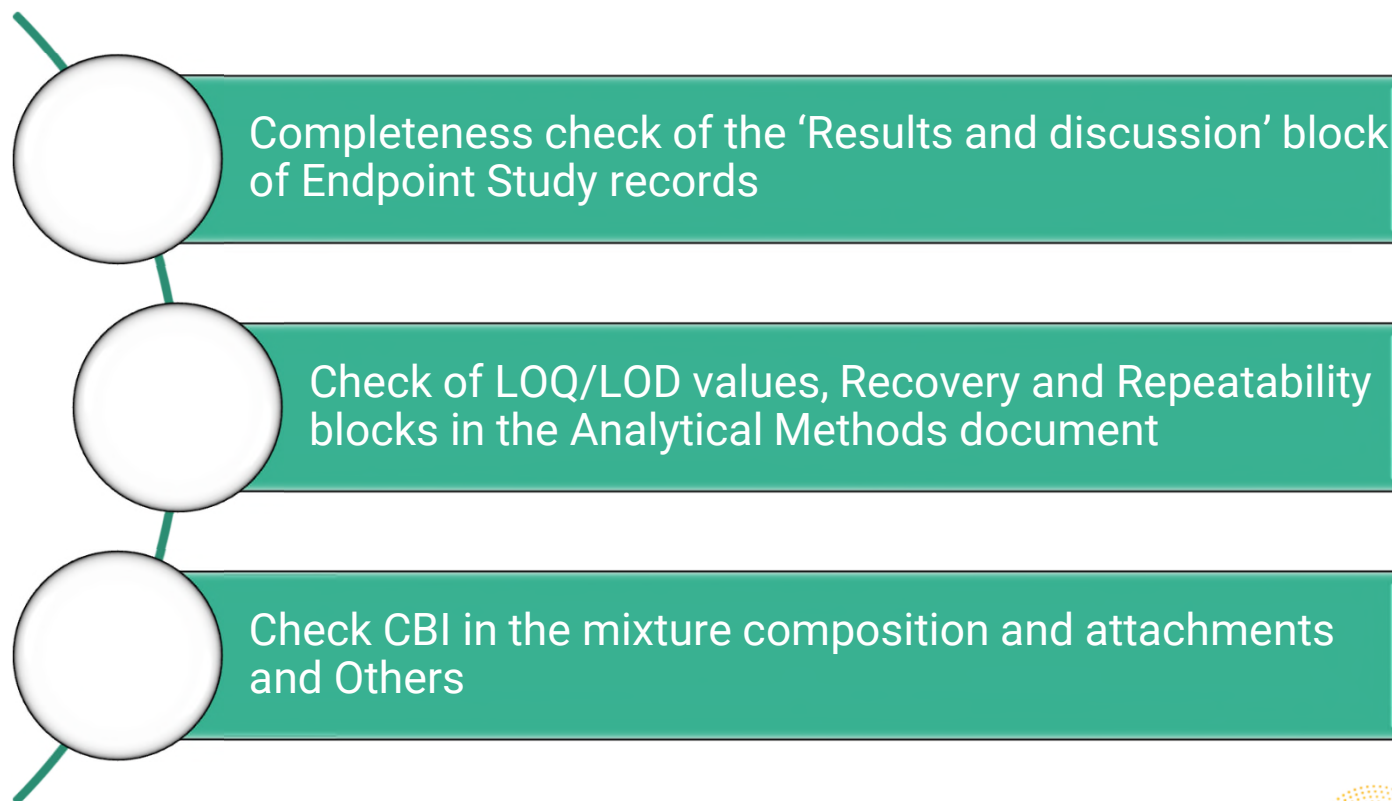 Completeness check of the ‘Results and discussion’ block
of Endpoint Study records
Check of LOQ/LOD values, Recovery and Repeatability
blocks in the Analytical Methods document
Check CBI in the mixture composition and attachments
and Others